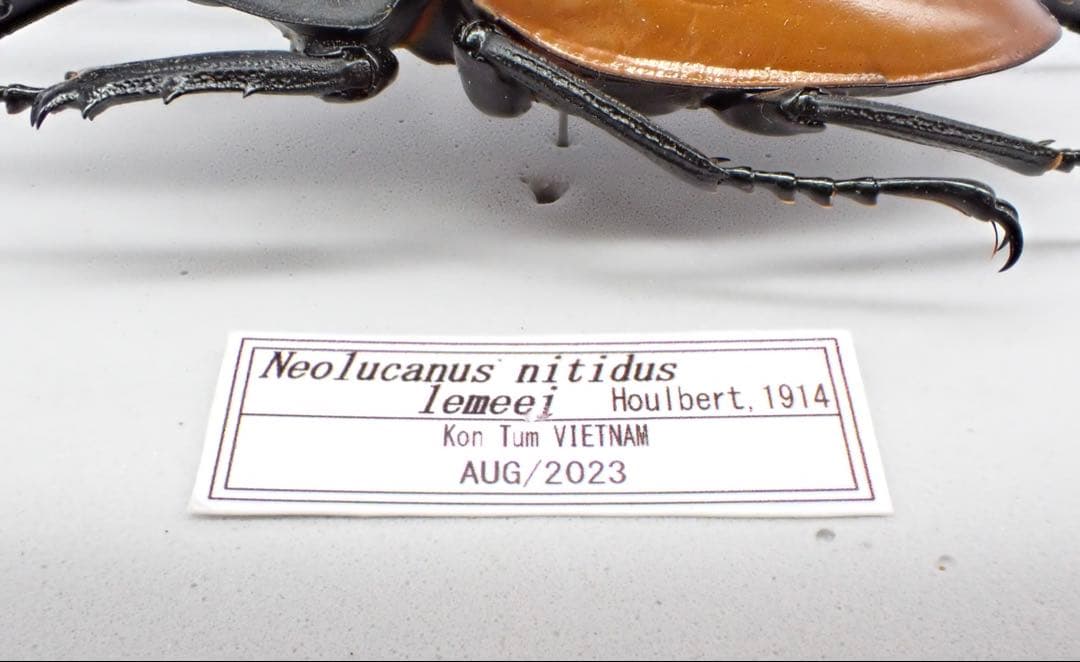 Neolucanus nitidus
lemeei Houlbert, 1914
Kon Tum VIETNAM
AUG/2023